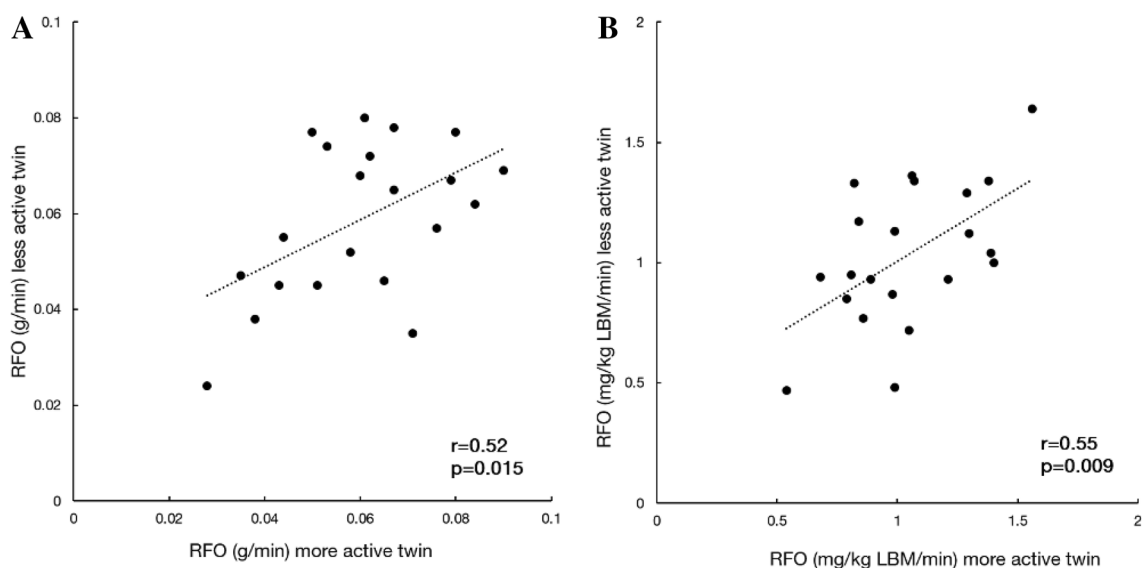 A
0.1
0.08
0.06
0.04
0.02
0
RFO (g/min) less active twin
r=0.52
p=0.015
0
0.02
0.04
0.06
0.08
0.1
RFO (g/min) more active twin
B
2
1.5
1
0.5
0
RFO (mg/kg LBM/min) less active twin
r=0.55
p=0.009
0
0.5
1
1.5
2
RFO (mg/kg LBM/min) more active twin